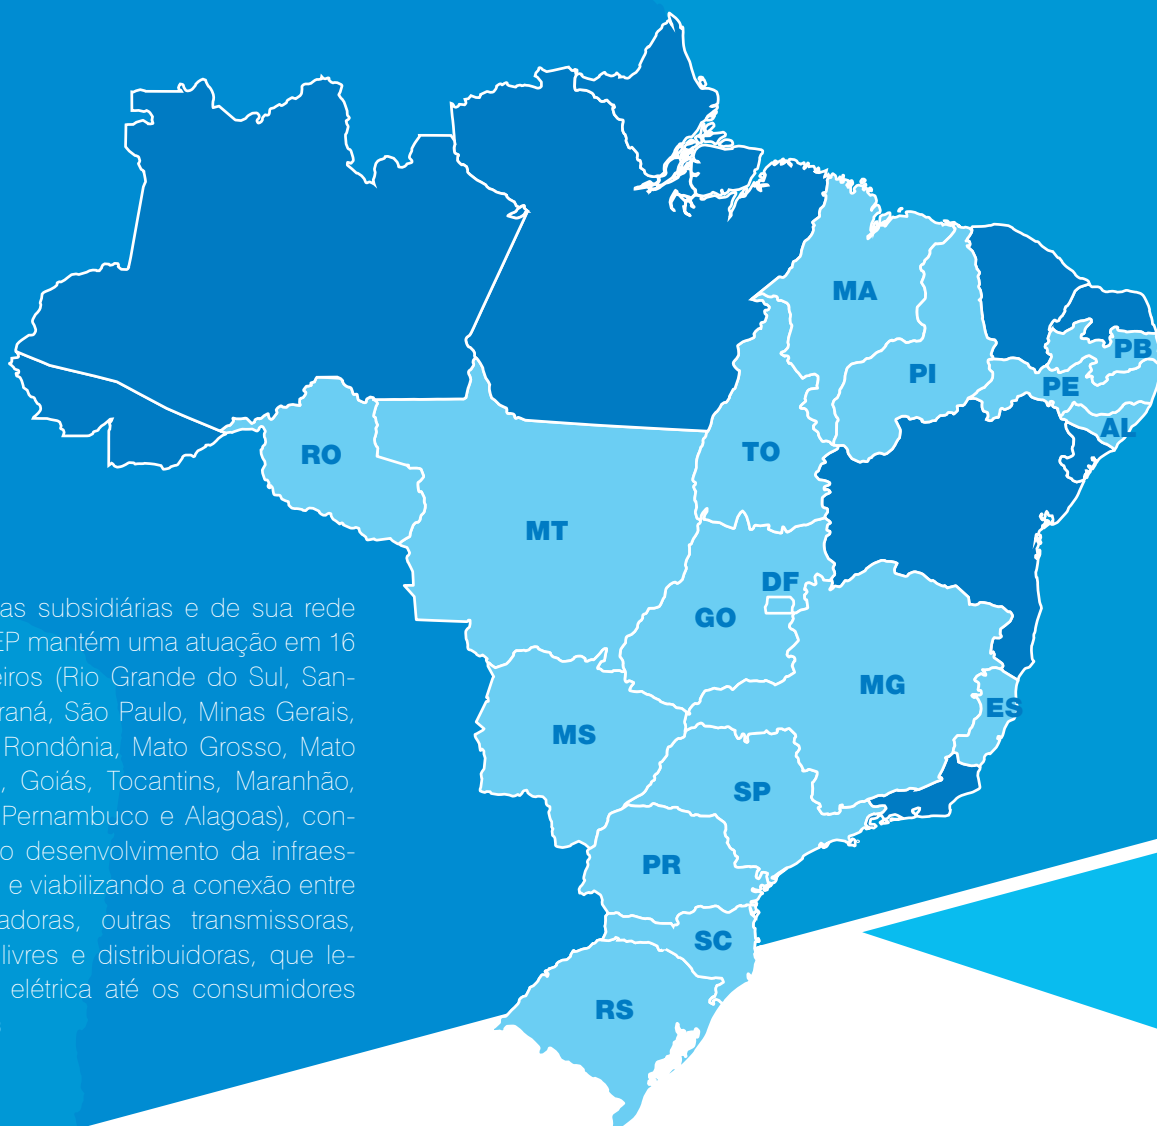 MA
PB
PI
PE
AL
TO
RO
MT
DF
GO
MG
ES
MS
SP
PR
SC
RS
as subsidiárias e de sua rede
EP mantém uma atuação em 16
eiros (Rio Grande do Sul, San-
raná, São Paulo, Minas Gerais,
Rondônia, Mato Grosso, Mato
, Goiás, Tocantins, Maranhão,
Pernambuco e Alagoas), con-
o desenvolvimento da infraes-
e viabilizando a conexão entre
adoras, outras transmissoras,
livres e distribuidoras, que le-
elétrica até os consumidores